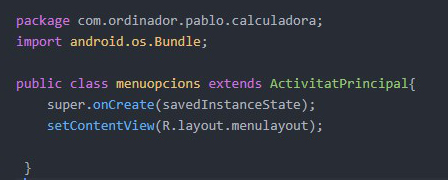 package com.ordinador.pablo.calculadora;
import android.os.Bundle;
public class menuopcions extends ActivitatPrincipal{
super.onCreate(savedInstanceState);
setContentView(R.layout.menulayout);
}